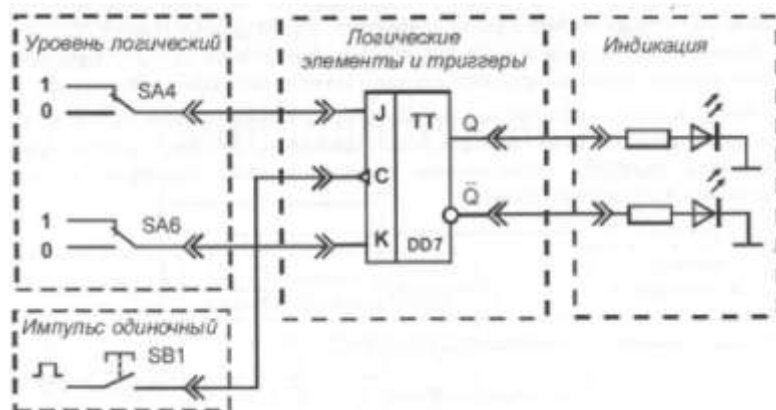 Уровень логический
1
0
SA4
1
0
SA6
Импульс одиночный
SB1
Логические
элементы и триггеры
J
TT
C
K
DD7
Q
Q̅
Индикация